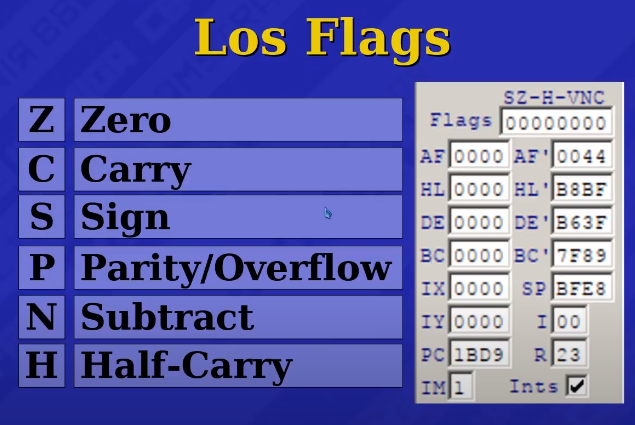 Los Flags
Z Zero
C Carry
S Sign
P Parity/Overflow
N Subtract
H Half-Carry
SZ-H-VNC
Flags 00000000
AF 0000 AF' 0044
HL 0000 HL' B8BF
DE 0000 DE' B63F
BC 0000 BC' 7F89
IX 0000 SP BFE8
IY 0000 I 00
PC 1BD9 R 23
IM 1 Ints